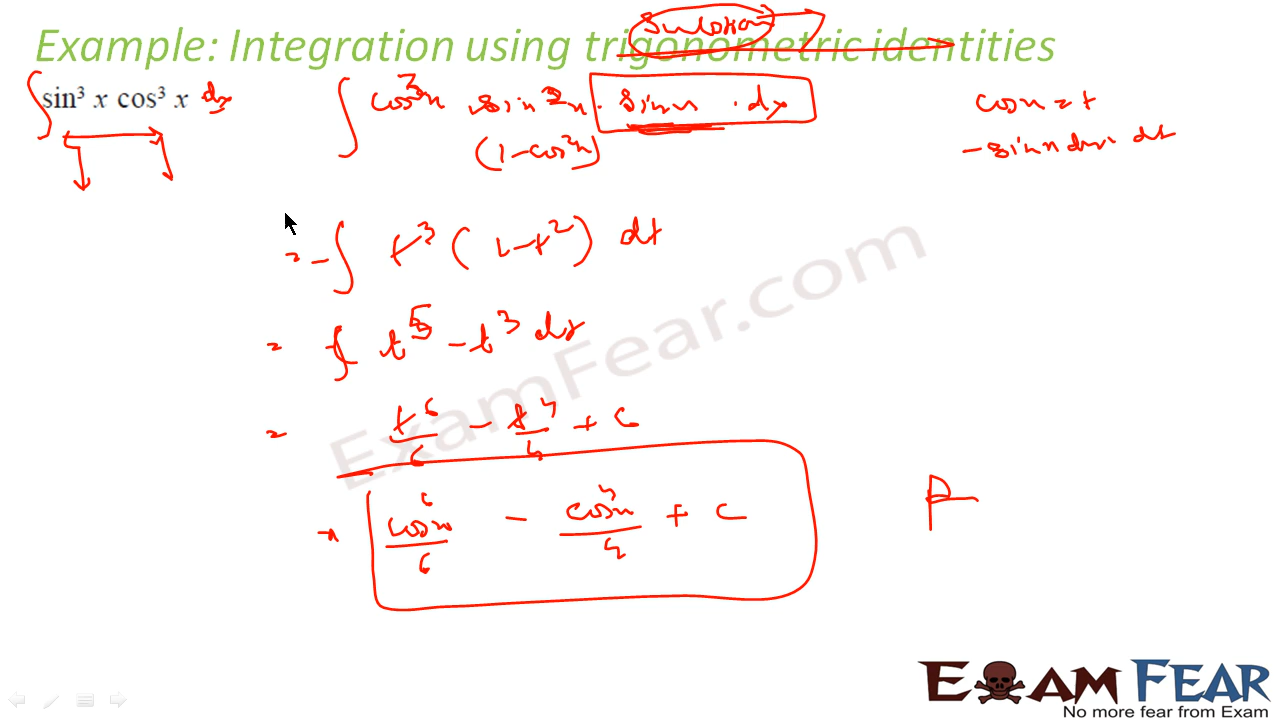 Example: Integration using trigonometric identities
∫ sin³ x cos³ x dx
∫ cos³x sin²x · sinx · dx
(1-cos²x)
cosx = t
-sinx dx = dt
= - ∫ t³ (1-t²) dt
= ∫ t⁵ - t³ dt
= t⁶/6 - t⁴/4 + C
= cos⁶x/6 - cos⁴x/4 + C
ExamFear.com
EXAM FEAR
No more fear from Exam